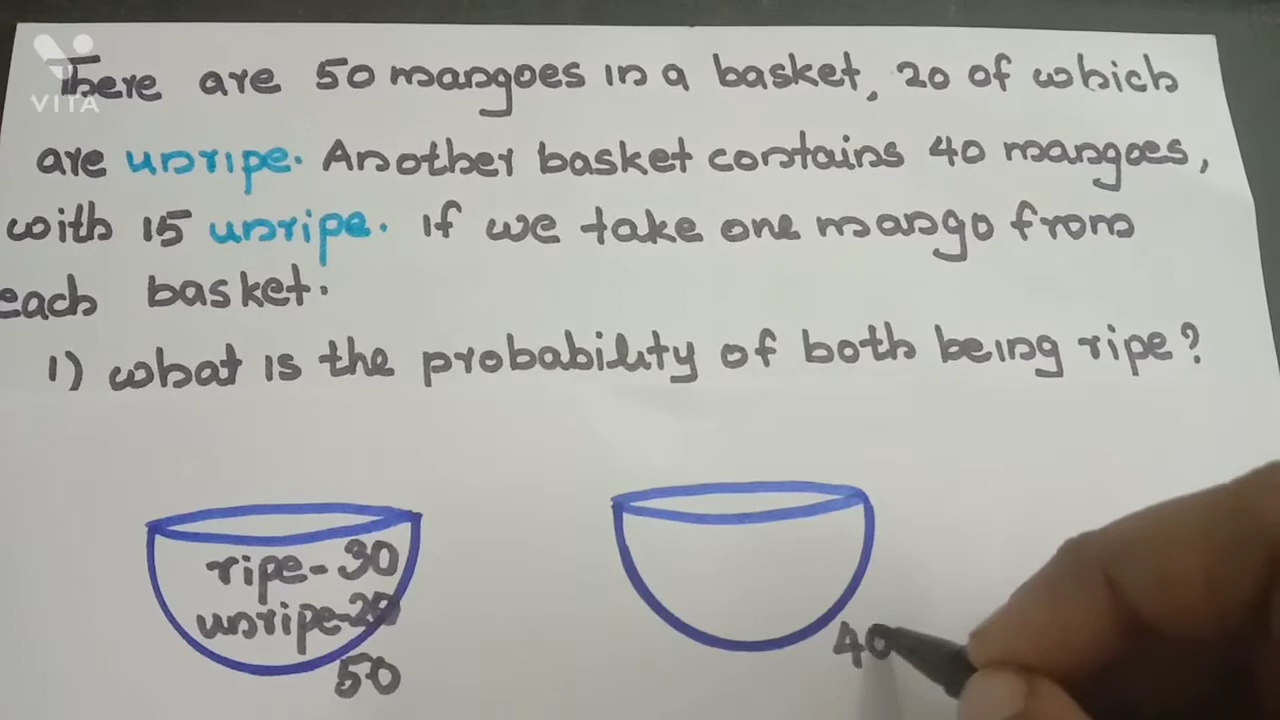 VITA
There are 50 mangoes in a basket, 20 of which
are unripe. Another basket contains 40 mangoes,
with 15 unripe. If we take one mango from
each basket.
1) what is the probability of both being ripe?
ripe-30
unripe-20
50
40